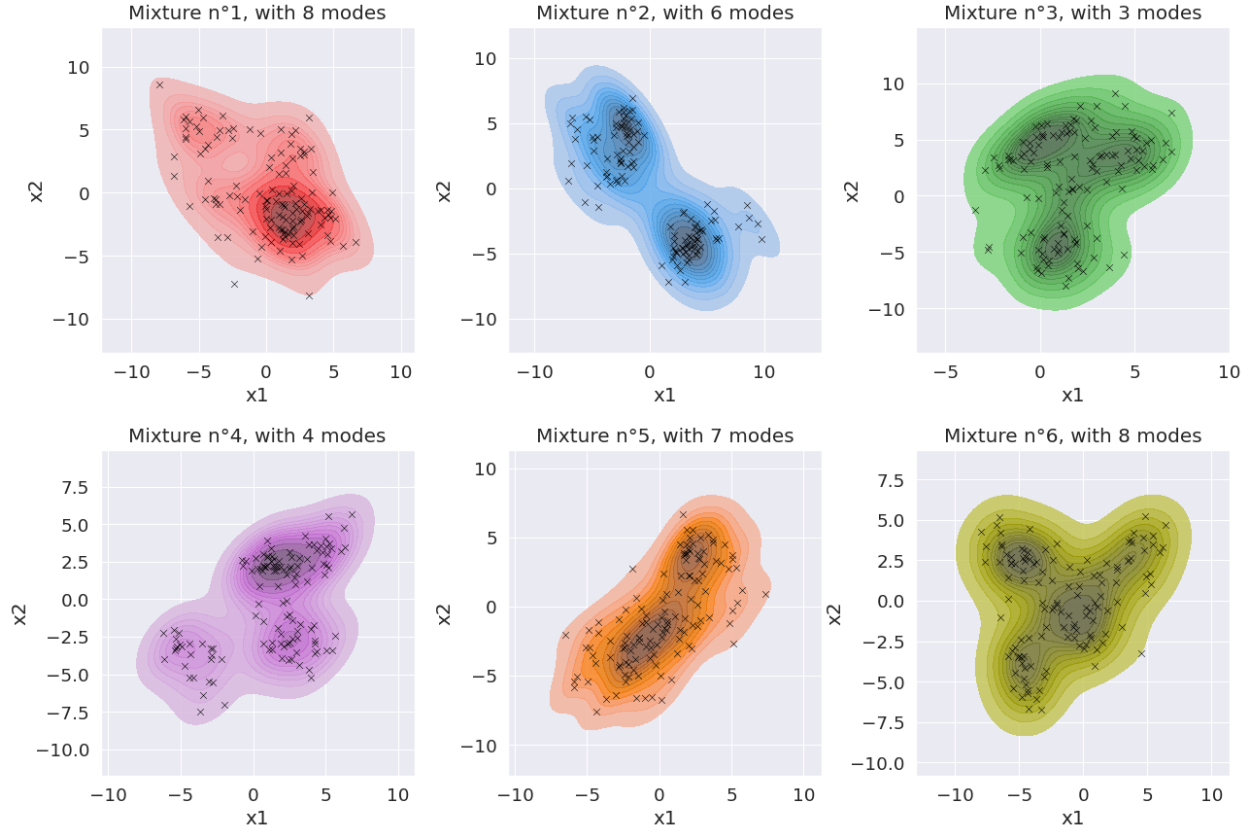 Mixture n°1, with 8 modes
Mixture n°2, with 6 modes
Mixture n°3, with 3 modes
10
5
0
−5
−10
x2
−10 −5 0 5 10
x1
10
5
0
−5
−10
x2
−10 0 10
x1
15
10
5
0
−5
−10
x2
−5 0 5 10
x1
Mixture n°4, with 4 modes
Mixture n°5, with 7 modes
Mixture n°6, with 8 modes
7.5
5.0
2.5
0.0
−2.5
−5.0
−7.5
−10.0
x2
−10 −5 0 5 10
x1
10
5
0
−5
−10
x2
−10 −5 0 5 10
x1
7.5
5.0
2.5
0.0
−2.5
−5.0
−7.5
−10.0
x2
−10 −5 0 5 10
x1